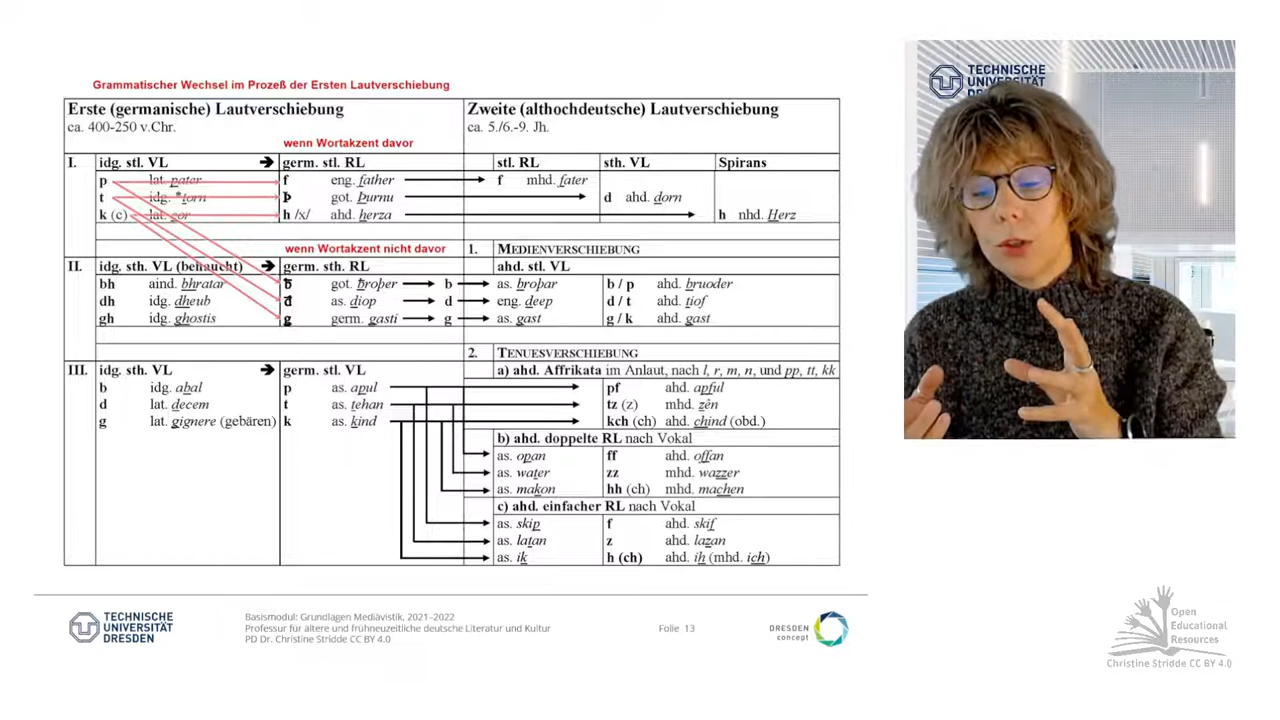 Grammatischer Wechsel im Prozeß der Ersten Lautverschiebung
Erste (germanische) Lautverschiebung Zweite (althochdeutsche) Lautverschiebung
ca. 400-250 v.Chr. ca. 5./6.-9. Jh.
wenn Wortakzent davor
I. idg. stl. VL ➔ germ. stl. RL stl. RL sth. VL Spirans
p lat. pater f eng. father f mhd. fater
t idg. *torn Þ got. Þurnu d ahd. dorn
k (c) lat. cor h /x/ ahd. herza h nhd. Herz
wenn Wortakzent nicht davor 1. MEDIENVERSCHIEBUNG
II. idg. sth. VL (behaucht) ➔ germ. sth. RL ahd. stl. VL
bh aind. bhratar ƀ got. ƀroþer b as. broþar b / p ahd. bruoder
dh idg. dheub đ as. diop d eng. deep d / t ahd. tiof
gh idg. ghostis g germ. gasti g as. gast g / k ahd. gast
2. TENUESVERSCHIEBUNG
III. idg. sth. VL ➔ germ. stl. VL a) ahd. Affrikata im Anlaut, nach l, r, m, n, und pp, tt, kk
b idg. abal p as. apul pf ahd. apful
d lat. decem t as. tehan tz (z) mhd. zên
g lat. gignere (gebären) k as. kind kch (ch) ahd. chind (obd.)
b) ahd. doppelte RL nach Vokal
as. opan ff ahd. offan
as. water zz mhd. wazzer
as. makon hh (ch) mhd. machen
c) ahd. einfacher RL nach Vokal
as. skip f ahd. skif
as. latan z ahd. lazan
as. ik h (ch) ahd. ih (mhd. ich)
TECHNISCHE
UNIVERSITÄT
DRESDEN
Basismodul: Grundlagen Mediävistik, 2021–2022
Professur für ältere und frühneuzeitliche deutsche Literatur und Kultur
PD Dr. Christine Stridde CC BY 4.0
Folie 13
DRESDEN
concept
TECHNISCHE
UNIVERSITÄT
Open
Educational
Resources
Christine Stridde CC BY 4.0